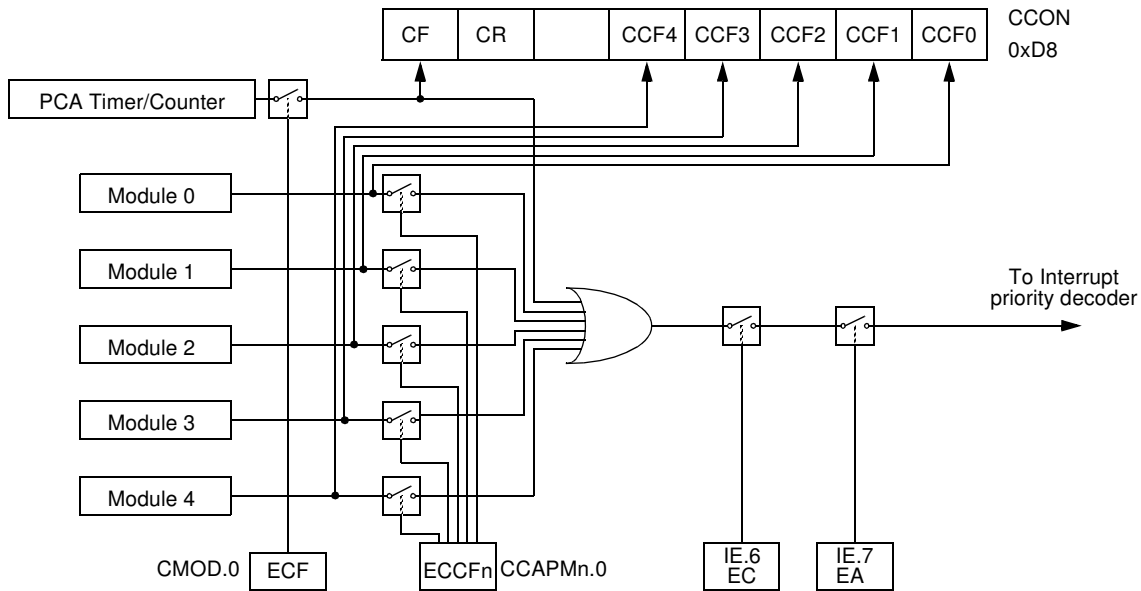 CF CR CCF4 CCF3 CCF2 CCF1 CCF0
CCON
0xD8
PCA Timer/Counter
Module 0
Module 1
Module 2
Module 3
Module 4
To Interrupt
priority decoder
CMOD.0 ECF
ECCFn CCAPMn.0
IE.6
EC
IE.7
EA